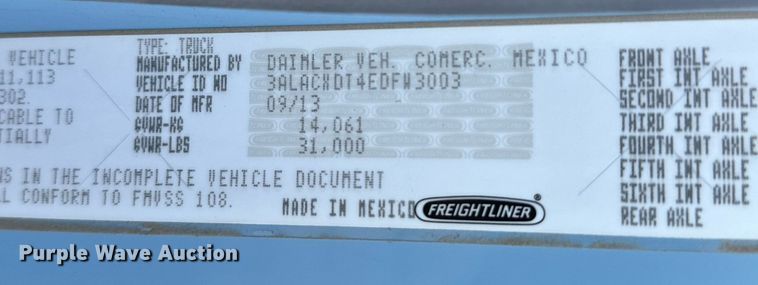 TYPE: TRUCK
VEHICLE MANUFACTURED BY DAIMLER VEH. COMERC. MEXICO FRONT AXLE
11,113 VEHICLE ID NO 3ALACXDT4EDFW3003 FIRST INT AXLE
302. DATE OF MFR 09/13 SECOND INT AXLE
CABLE TO GVWR-KG 14,061 THIRD INT AXLE
TIALLY GVWR-LBS 31,000 FOURTH INT AXLE
NS IN THE INCOMPLETE VEHICLE DOCUMENT FIFTH INT AXLE
L CONFORM TO FMVSS 108. SIXTH INT AXLE
MADE IN MEXICO FREIGHTLINER® REAR AXLE
Purple Wave Auction